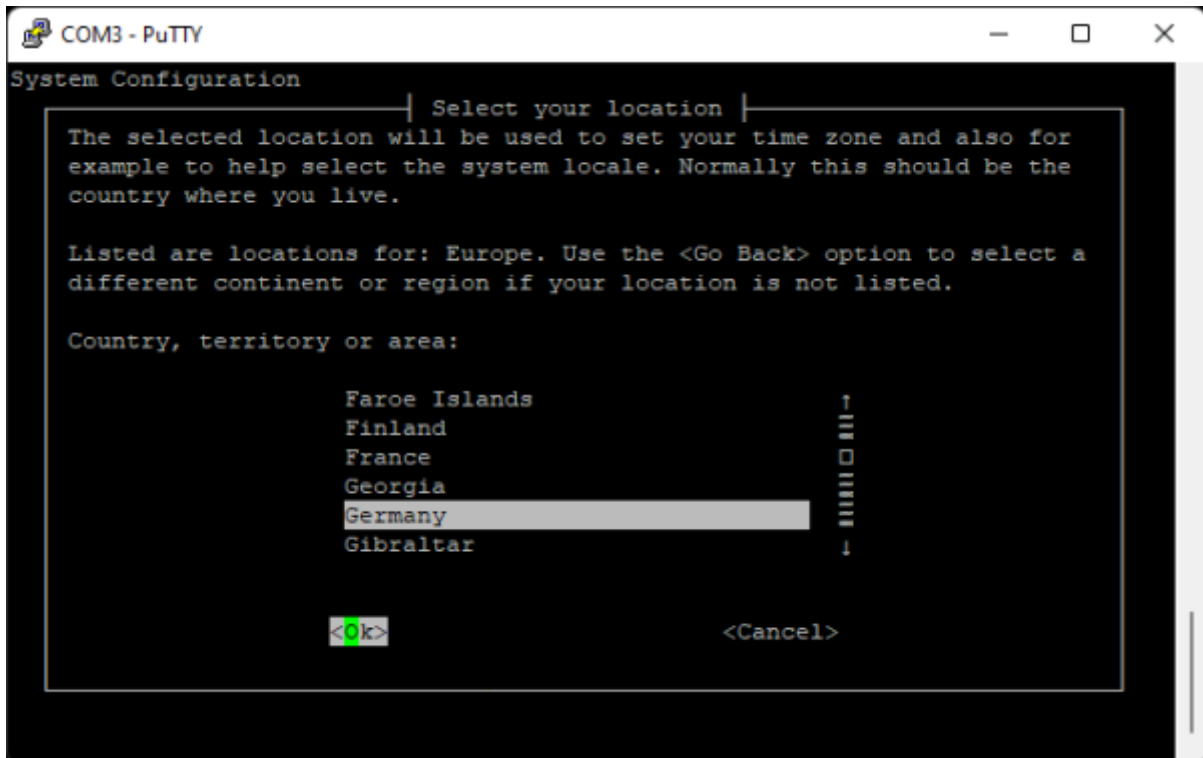 COM3 - PuTTY
System Configuration
Select your location
The selected location will be used to set your time zone and also for
example to help select the system locale. Normally this should be the
country where you live.
Listed are locations for: Europe. Use the <Go Back> option to select a
different continent or region if your location is not listed.
Country, territory or area:
Faroe Islands
Finland
France
Georgia
Germany
Gibraltar
<Ok> <Cancel>